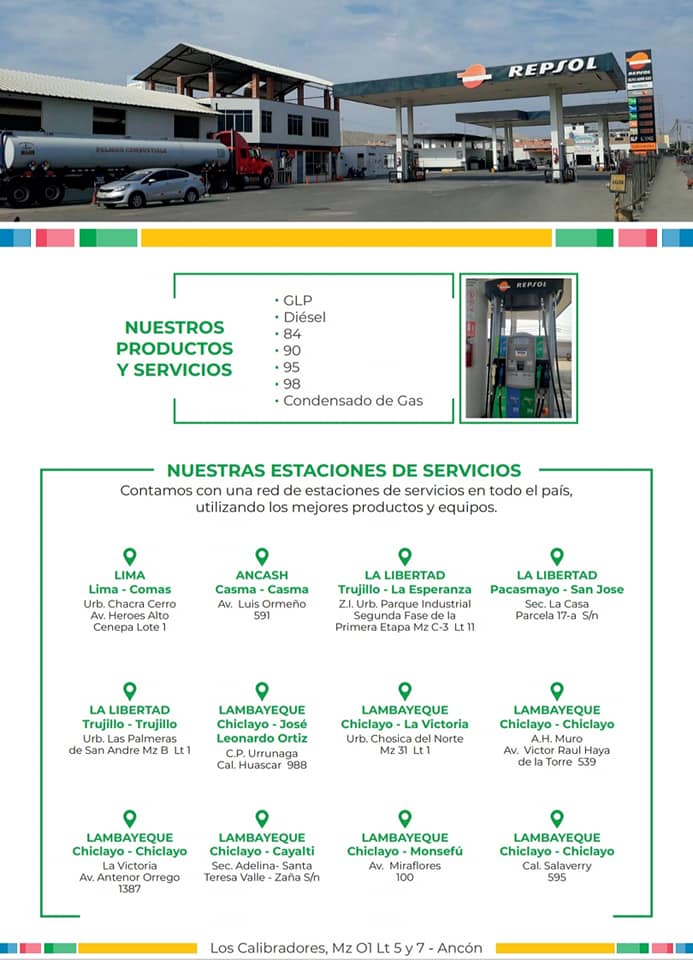 REPSOL
REPSOL
PALMAS COMBUSTIBLE
NUESTROS
PRODUCTOS
Y SERVICIOS
• GLP
• Diésel
• 84
• 90
• 95
• 98
• Condensado de Gas
REPSOL
NUESTRAS ESTACIONES DE SERVICIOS
Contamos con una red de estaciones de servicios en todo el país,
utilizando los mejores productos y equipos.
LIMA
Lima - Comas
Urb. Chacra Cerro
Av. Heroes Alto
Cenepa Lote 1
ANCASH
Casma - Casma
Av. Luis Ormeño
591
LA LIBERTAD
Trujillo - La Esperanza
Z.I. Urb. Parque Industrial
Segunda Fase de la
Primera Etapa Mz C-3 Lt 11
LA LIBERTAD
Pacasmayo - San Jose
Sec. La Casa
Parcela 17-a S/n
LA LIBERTAD
Trujillo - Trujillo
Urb. Las Palmeras
de San Andre Mz B Lt 1
LAMBAYEQUE
Chiclayo - José
Leonardo Ortiz
C.P. Urrunaga
Cal. Huascar 988
LAMBAYEQUE
Chiclayo - La Victoria
Urb. Chosica del Norte
Mz 31 Lt 1
LAMBAYEQUE
Chiclayo - Chiclayo
A.H. Muro
Av. Victor Raul Haya
de la Torre 539
LAMBAYEQUE
Chiclayo - Chiclayo
La Victoria
Av. Antenor Orrego
1387
LAMBAYEQUE
Chiclayo - Cayalti
Sec. Adelina- Santa
Teresa Valle - Zaña S/n
LAMBAYEQUE
Chiclayo - Monsefú
Av. Miraflores
100
LAMBAYEQUE
Chiclayo - Chiclayo
Cal. Salaverry
595
Los Calibradores, Mz O1 Lt 5 y 7 - Ancón